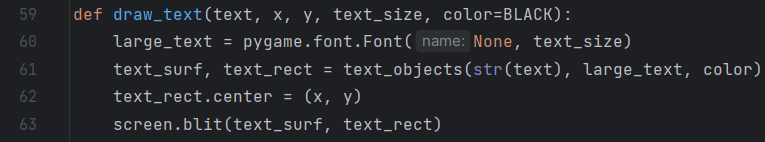 59 def draw_text(text, x, y, text_size, color=BLACK):
60     large_text = pygame.font.Font( name: None, text_size)
61     text_surf, text_rect = text_objects(str(text), large_text, color)
62     text_rect.center = (x, y)
63     screen.blit(text_surf, text_rect)